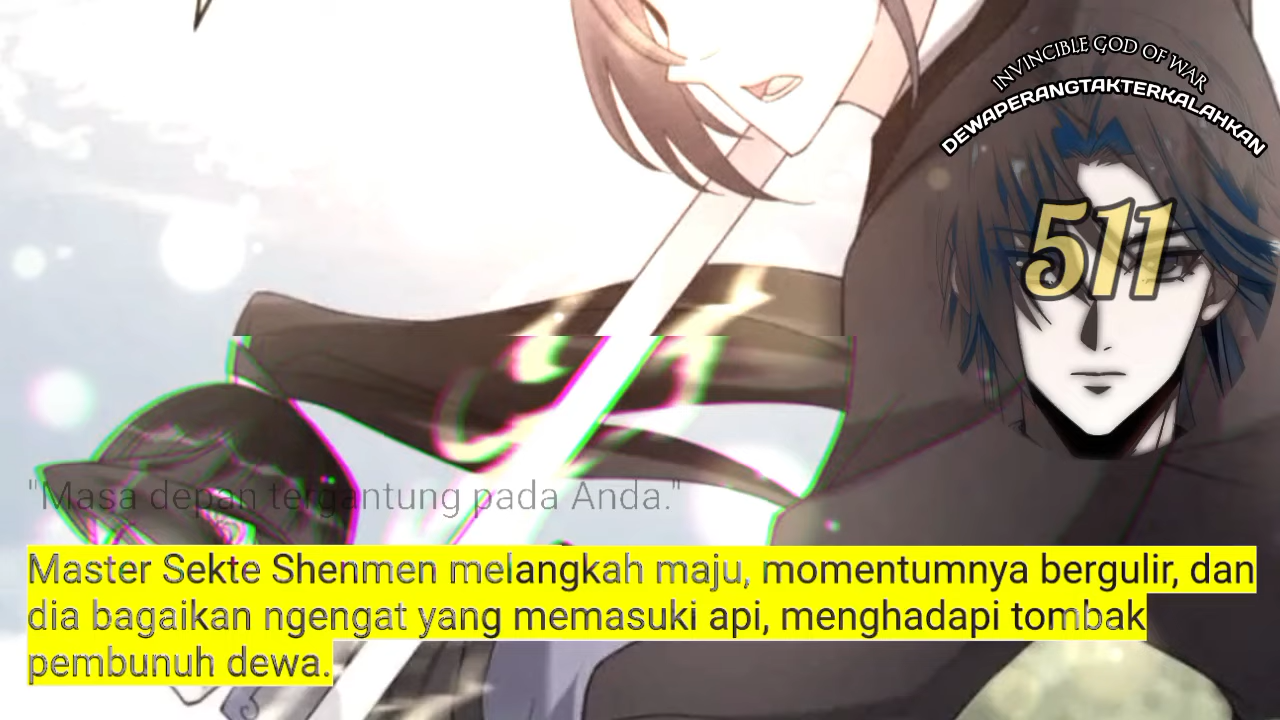 INVINCIBLE GOD OF WAR
DEWAPERANGTAKTERKALAHKAN
511
"Masa depan tergantung pada Anda."
Master Sekte Shenmen melangkah maju, momentumnya bergulir, dan
dia bagaikan ngengat yang memasuki api, menghadapi tombak
pembunuh dewa.